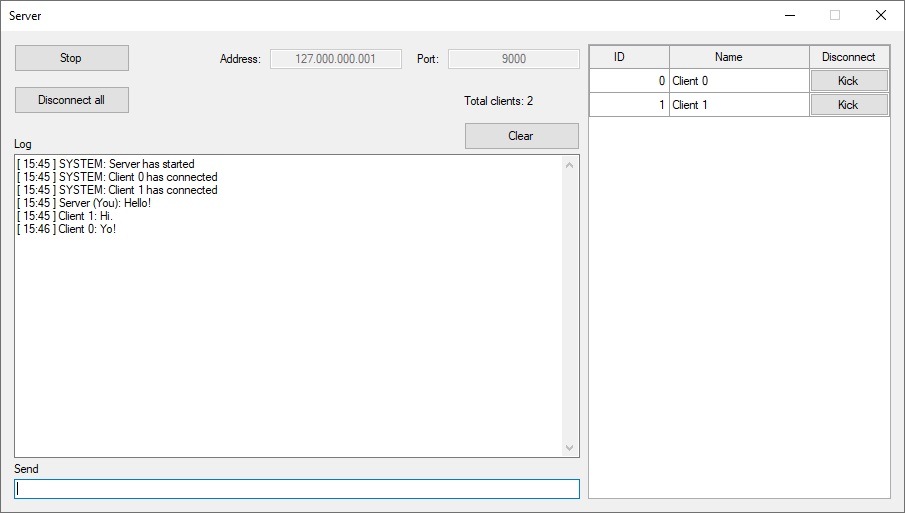 Server
Stop
Address: 127.000.000.001 Port: 9000
Disconnect all
Total clients: 2
Clear
Log
[ 15:45 ] SYSTEM: Server has started
[ 15:45 ] SYSTEM: Client 0 has connected
[ 15:45 ] SYSTEM: Client 1 has connected
[ 15:45 ] Server (You): Hello!
[ 15:45 ] Client 1: Hi.
[ 15:46 ] Client 0: Yo!
Send
ID Name Disconnect
0 Client 0 Kick
1 Client 1 Kick